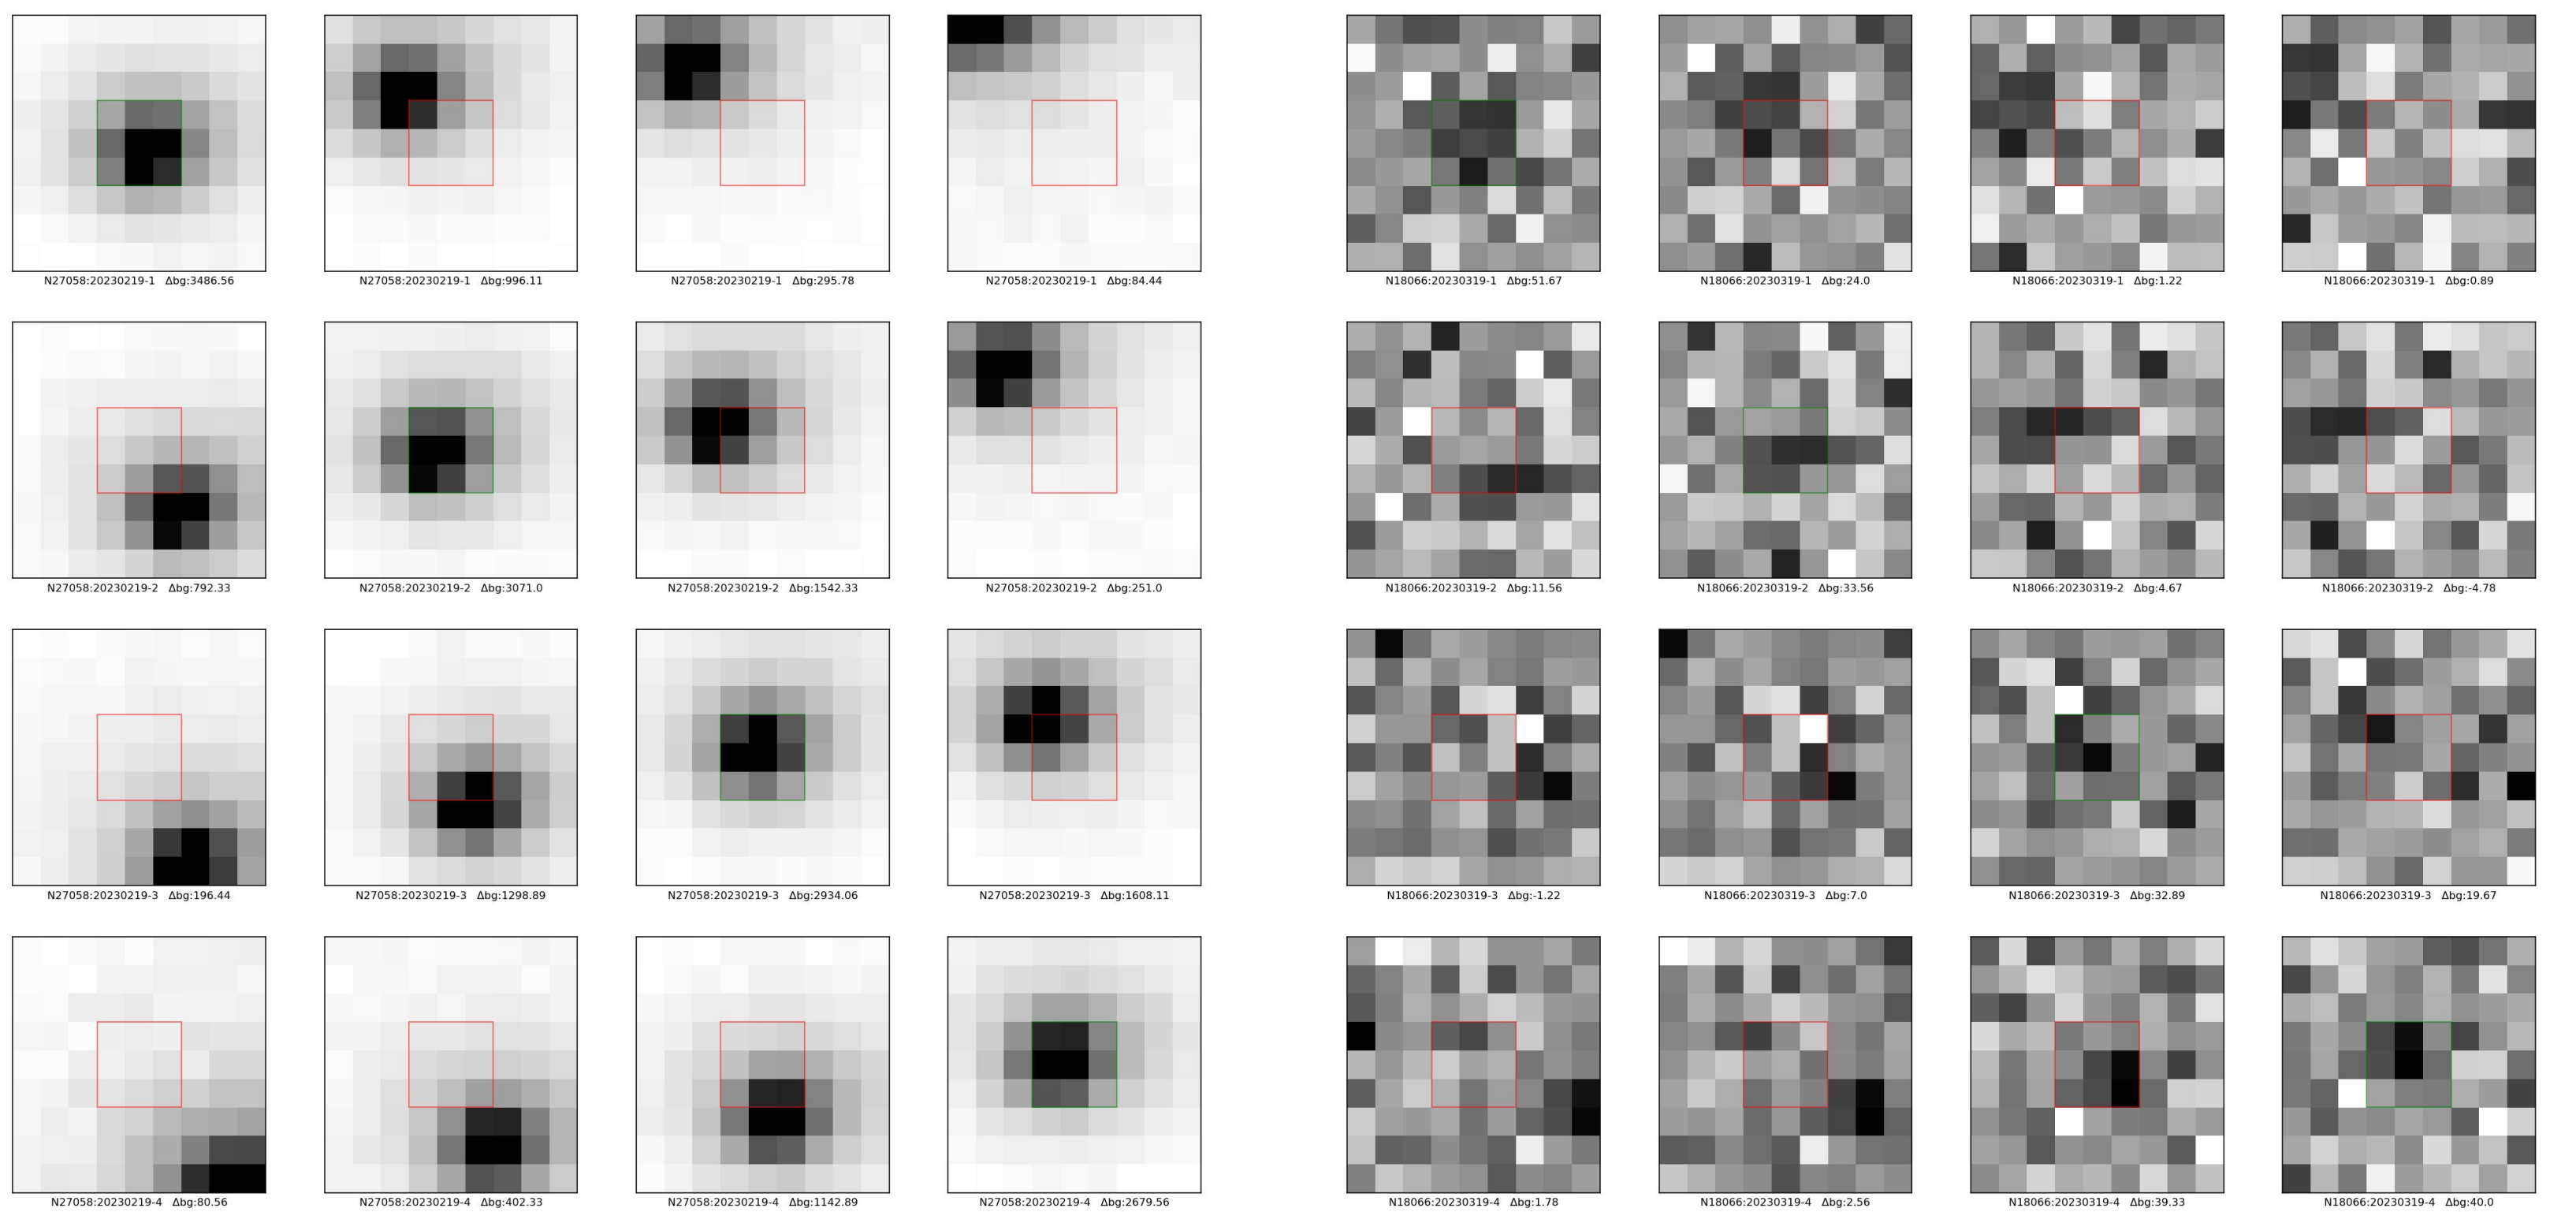 N27058:20230219-1   Δbg:3486.56
N27058:20230219-1   Δbg:996.11
N27058:20230219-1   Δbg:295.78
N27058:20230219-1   Δbg:84.44
N18066:20230319-1   Δbg:51.67
N18066:20230319-1   Δbg:24.0
N18066:20230319-1   Δbg:1.22
N18066:20230319-1   Δbg:0.89
N27058:20230219-2   Δbg:792.33
N27058:20230219-2   Δbg:3071.0
N27058:20230219-2   Δbg:1542.33
N27058:20230219-2   Δbg:251.0
N18066:20230319-2   Δbg:11.56
N18066:20230319-2   Δbg:33.56
N18066:20230319-2   Δbg:4.67
N18066:20230319-2   Δbg:-4.78
N27058:20230219-3   Δbg:196.44
N27058:20230219-3   Δbg:1298.89
N27058:20230219-3   Δbg:2934.06
N27058:20230219-3   Δbg:1608.11
N18066:20230319-3   Δbg:-1.22
N18066:20230319-3   Δbg:7.0
N18066:20230319-3   Δbg:32.89
N18066:20230319-3   Δbg:19.67
N27058:20230219-4   Δbg:80.56
N27058:20230219-4   Δbg:402.33
N27058:20230219-4   Δbg:1142.89
N27058:20230219-4   Δbg:2679.56
N18066:20230319-4   Δbg:1.78
N18066:20230319-4   Δbg:2.56
N18066:20230319-4   Δbg:39.33
N18066:20230319-4   Δbg:40.0